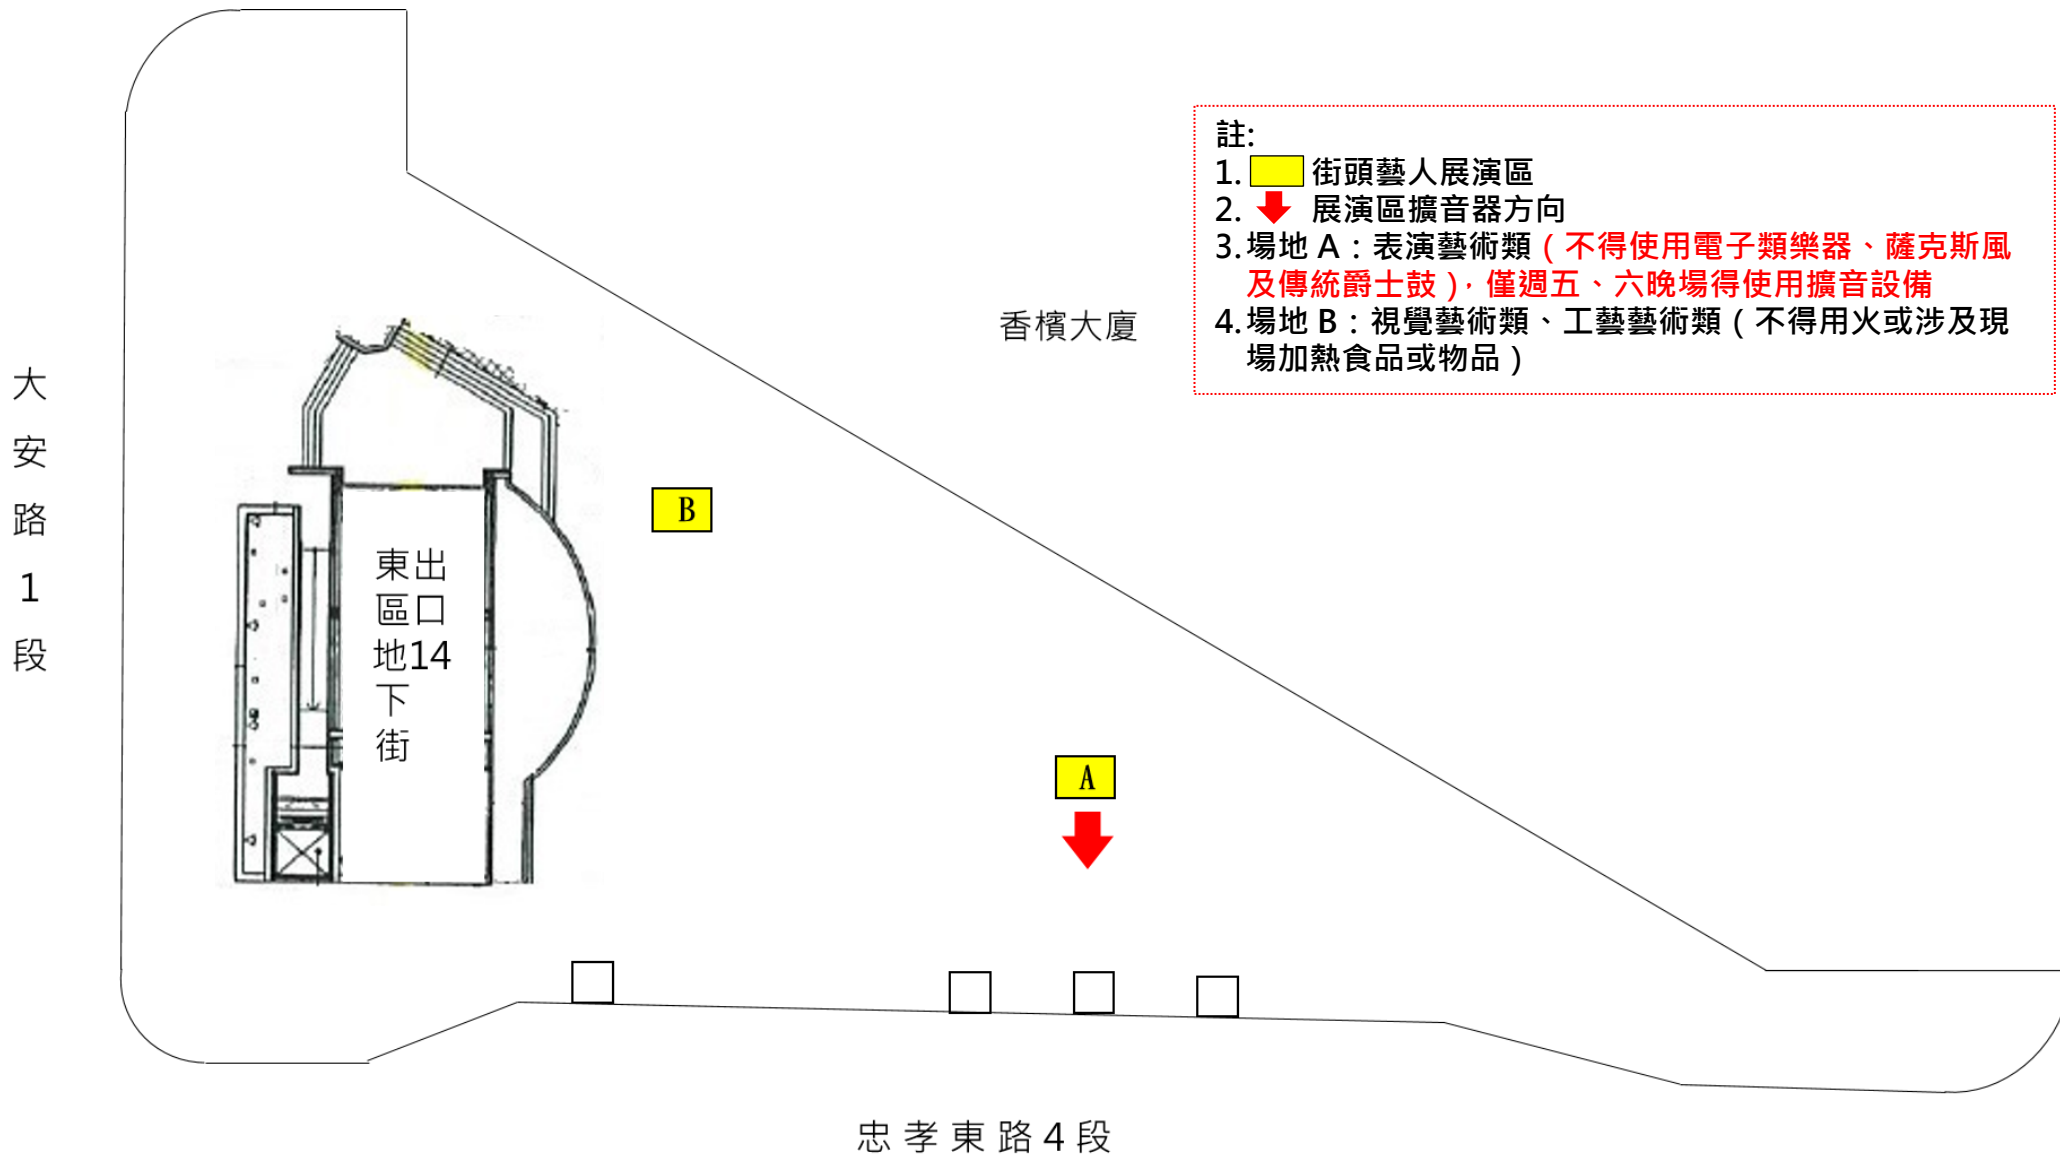 註:
1. 街頭藝人展演區
2. 展演區擴音器方向
3.場地 A：表演藝術類（不得使用電子類樂器、薩克斯風
及傳統爵士鼓），僅週五、六晚場得使用擴音設備
4.場地 B：視覺藝術類、工藝藝術類（不得用火或涉及現
場加熱食品或物品）
香檳大廈
大安路1段
B
出口14
東區地下街
A
忠孝東路4段